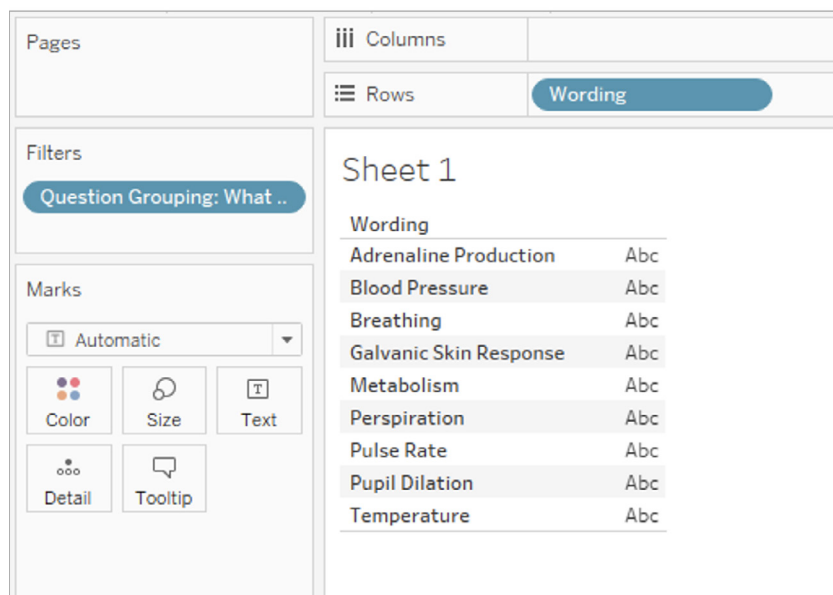 Pages
Columns
Rows
Wording
Filters
Question Grouping: What ..
Marks
Automatic
Color
Size
T
Text
Detail
Tooltip
Sheet 1
Wording
Adrenaline Production Abc
Blood Pressure Abc
Breathing Abc
Galvanic Skin Response Abc
Metabolism Abc
Perspiration Abc
Pulse Rate Abc
Pupil Dilation Abc
Temperature Abc